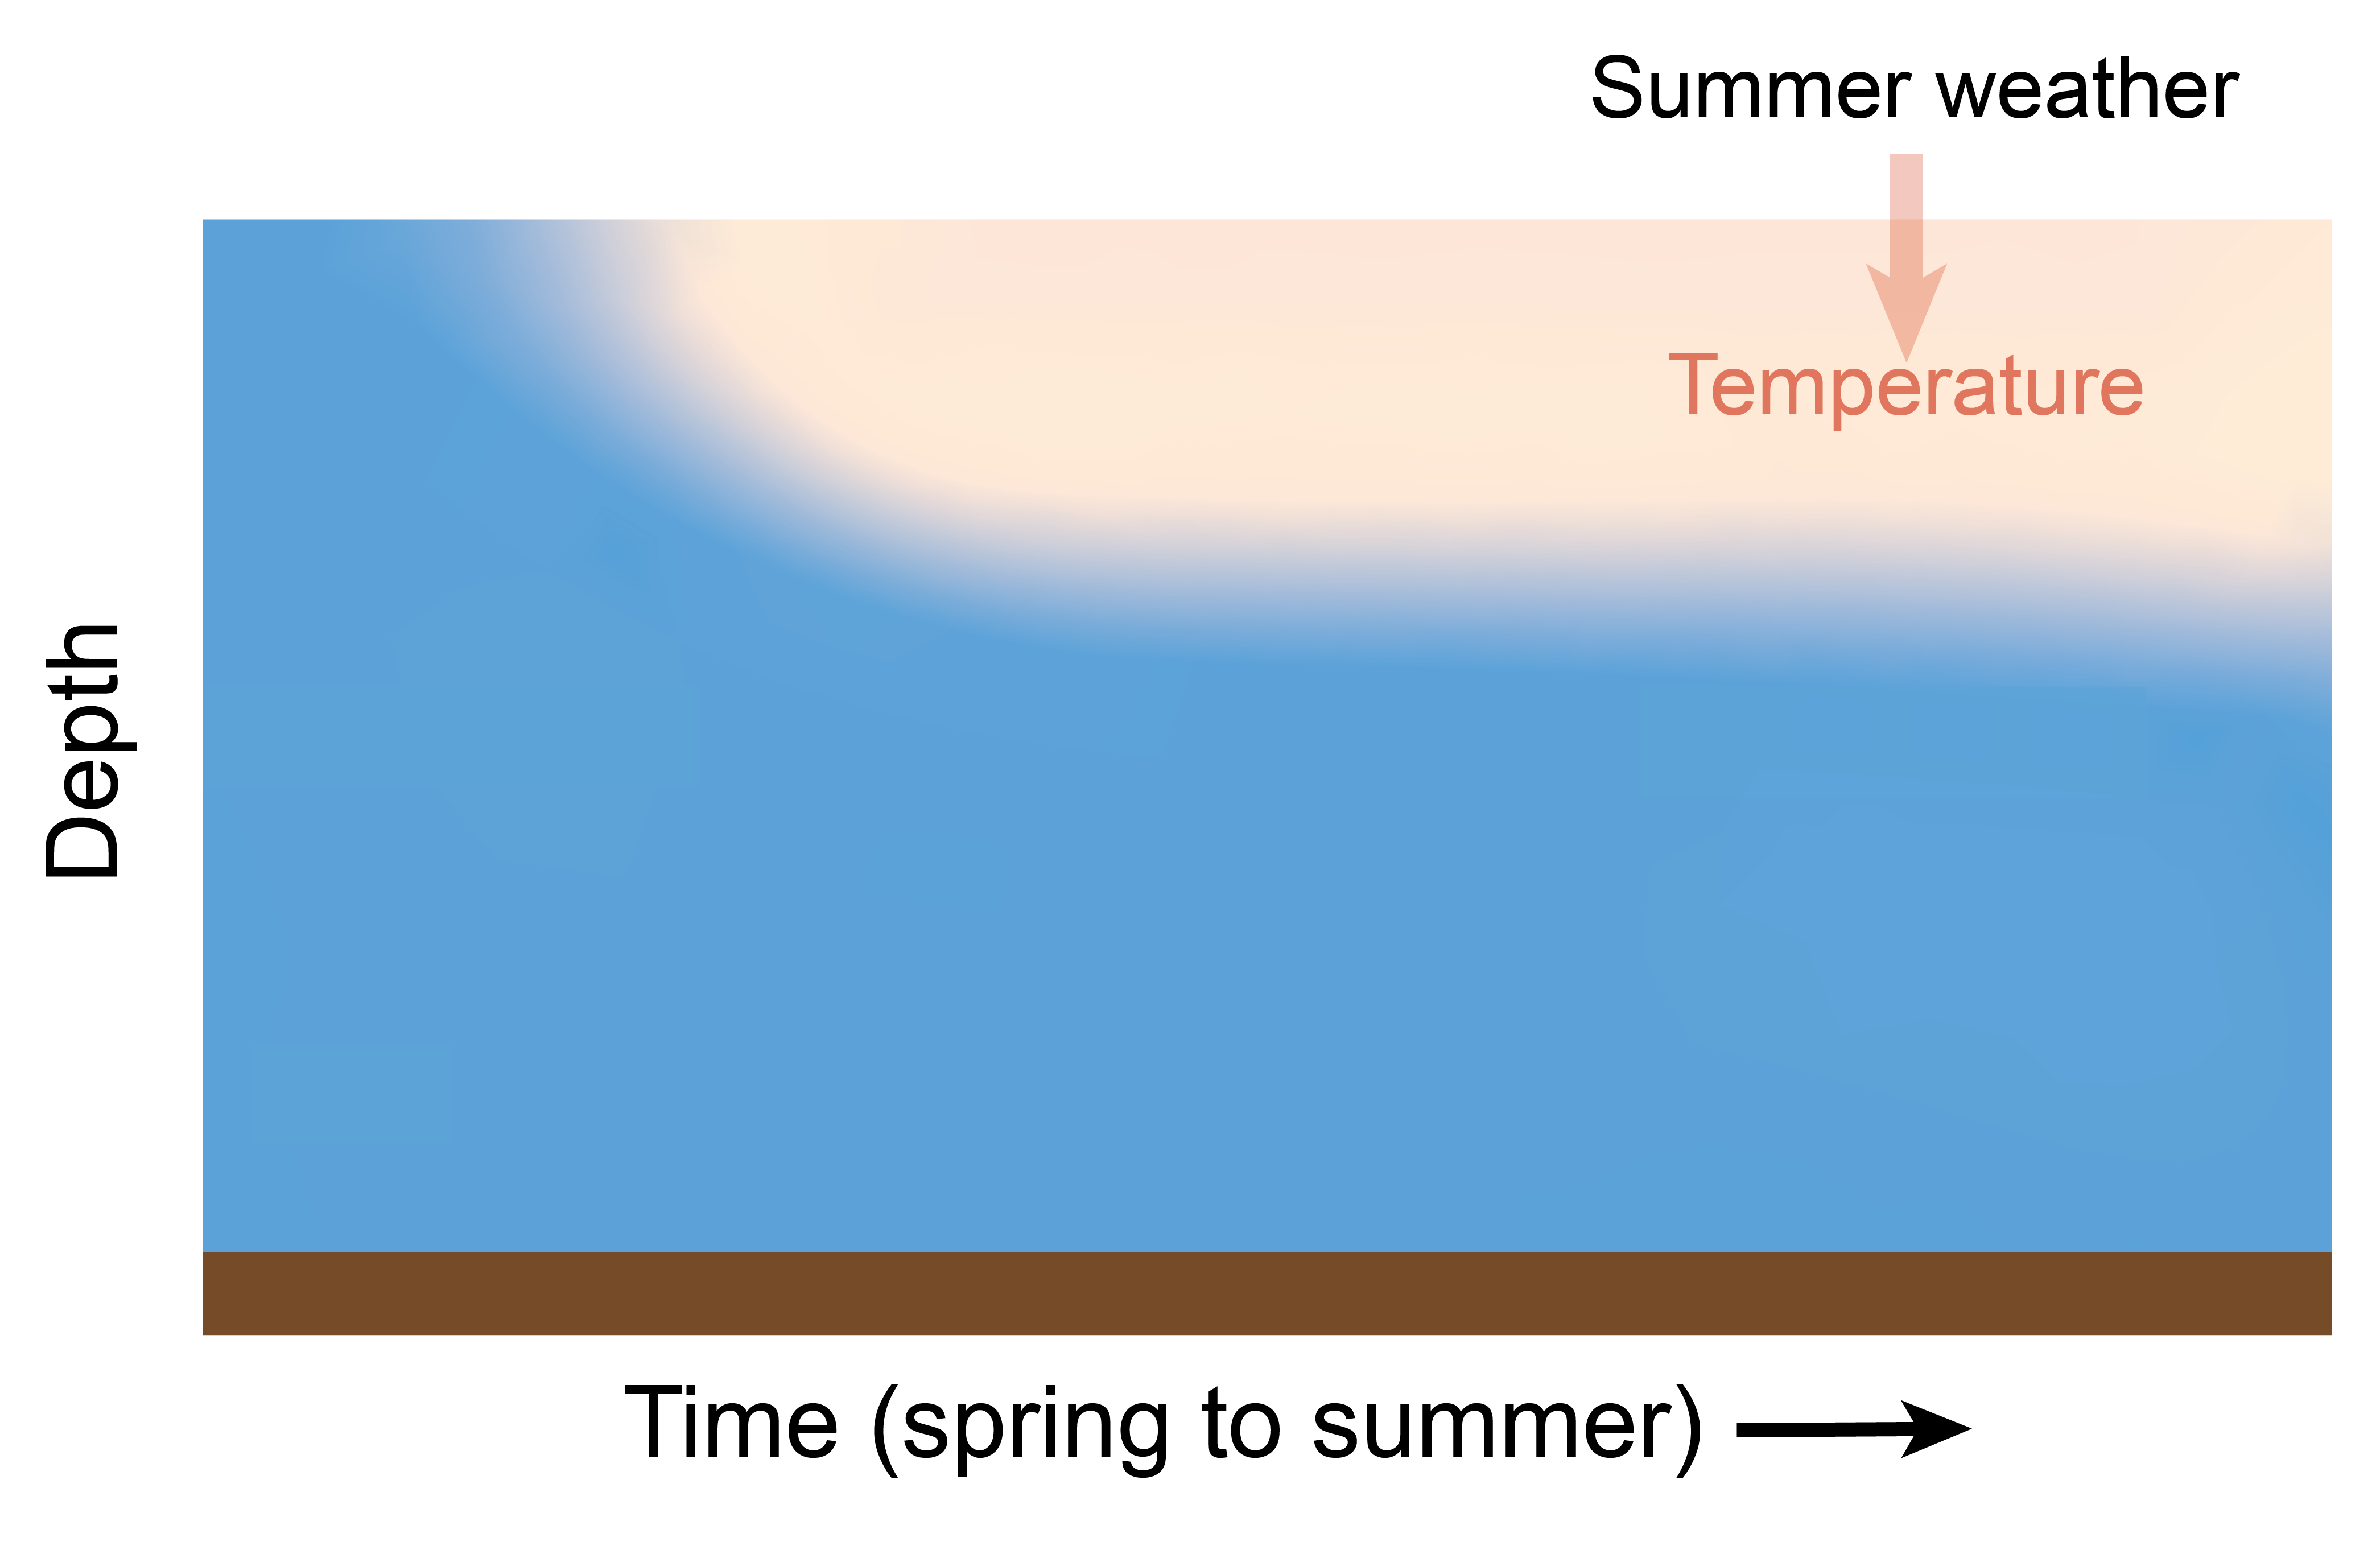 Summer weather
Temperature
Depth
Time (spring to summer)